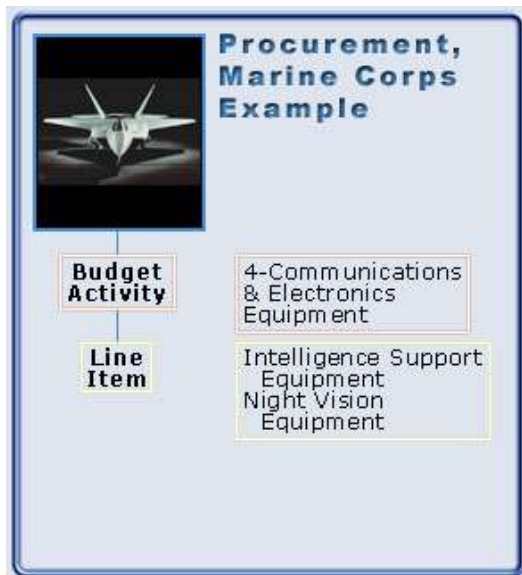 Procurement,
Marine Corps
Example
Budget
Activity
4-Communications
& Electronics
Equipment
Line
Item
Intelligence Support
Equipment
Night Vision
Equipment